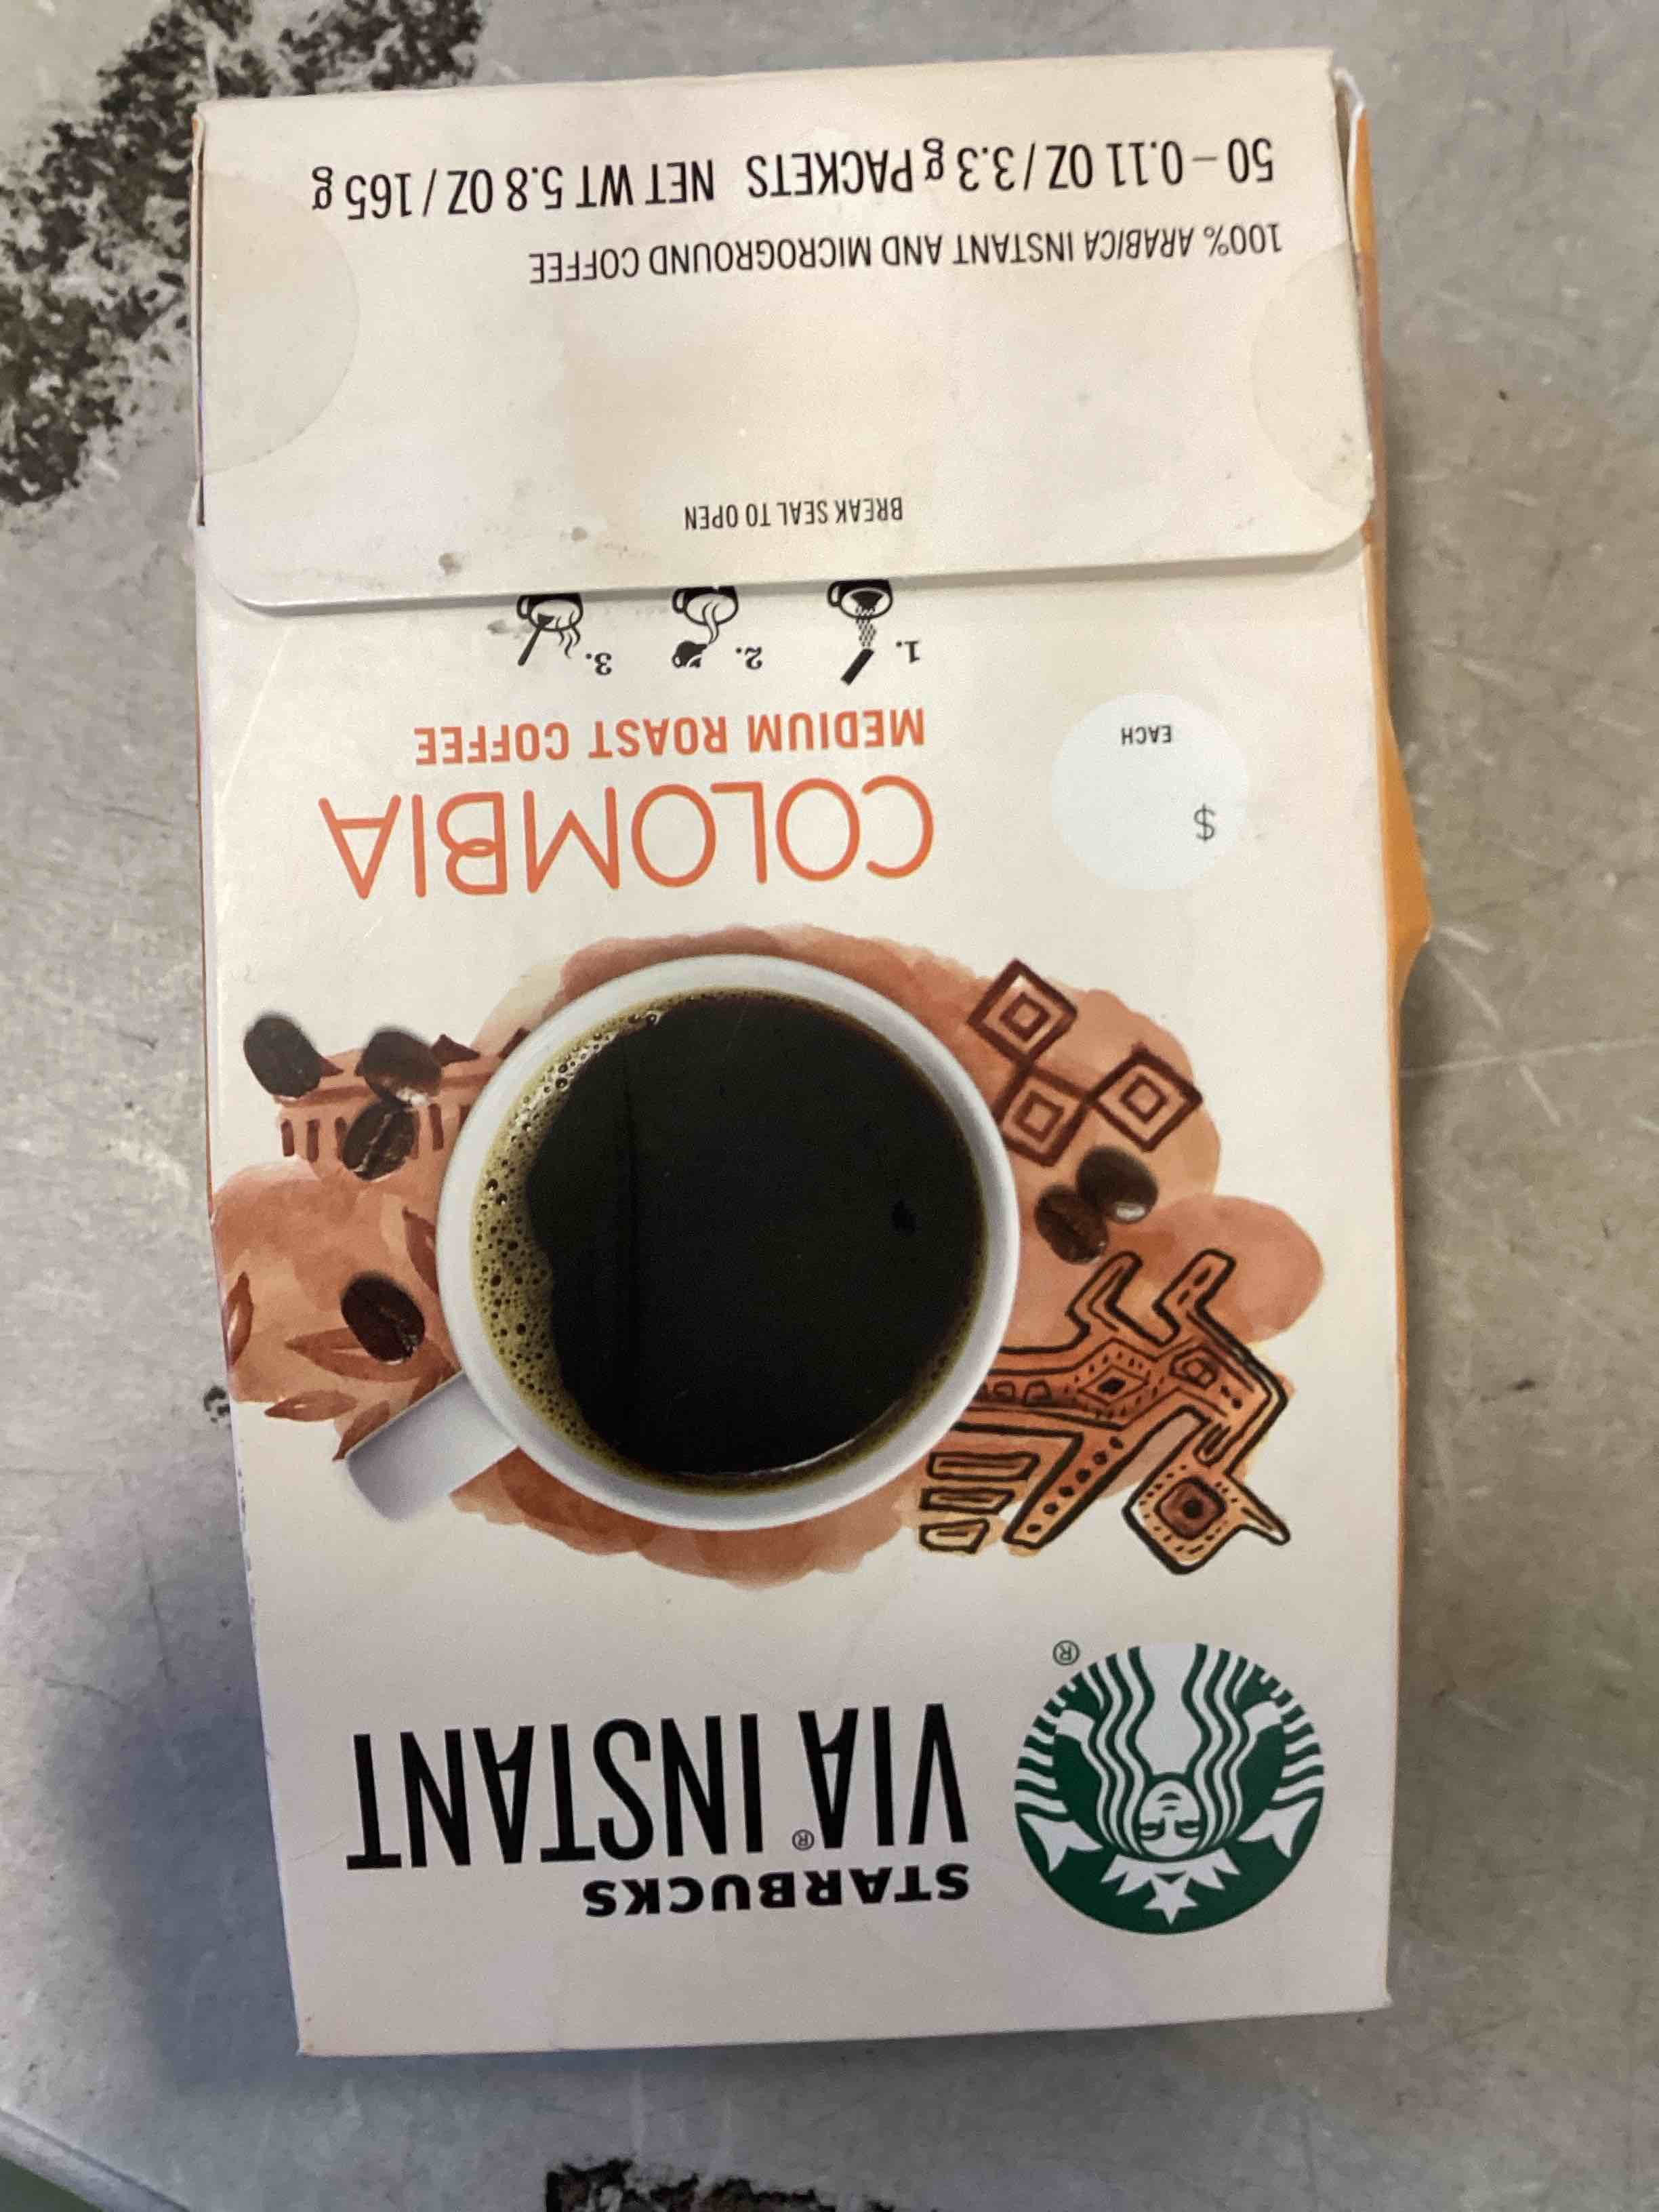 STARBUCKS
VIA® INSTANT
®
COLOMBIA
MEDIUM ROAST COFFEE
$
EACH
1.
2.
3.
BREAK SEAL TO OPEN
100% ARABICA INSTANT AND MICROGROUND COFFEE
50 – 0.11 OZ / 3.3 g PACKETS NET WT 5.8 OZ / 165 g